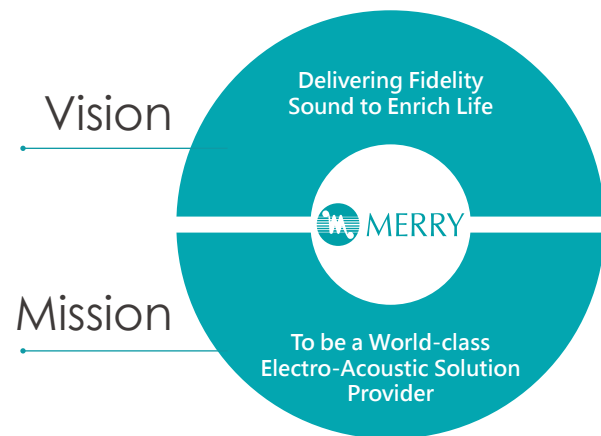 Vision
Delivering Fidelity
Sound to Enrich Life
MERRY
Mission
To be a World-class
Electro-Acoustic Solution
Provider